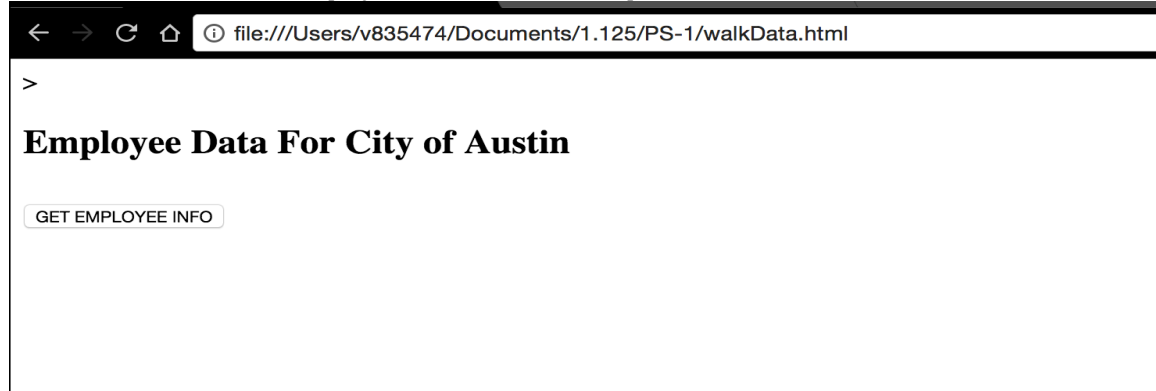 file:///Users/v835474/Documents/1.125/PS-1/walkData.html
>
Employee Data For City of Austin
GET EMPLOYEE INFO